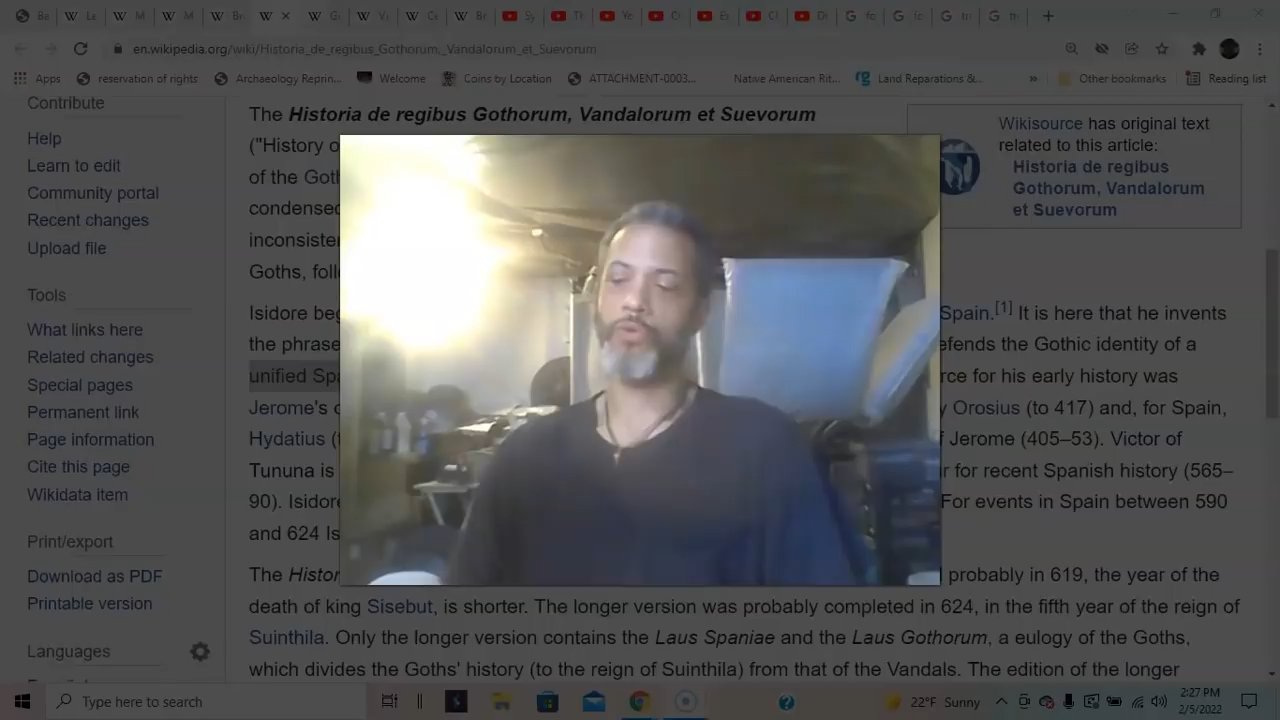 Be
Le
M
M
Br
Sy
Th
Yo
en.wikipedia.org/wiki/Historia_de_regibus_Gothorum,_Vandalorum_et_Suevorum
Apps
reservation of rights
Archaeology Reprin...
Welcome
Coins by Location
ATTACHMENT-0003...
Native American Rit...
Land Reparations &...
»
Other bookmarks
Reading list
Contribute
Help
Learn to edit
Community portal
Recent changes
Upload file
Tools
What links here
Related changes
Special pages
Permanent link
Page information
Cite this page
Wikidata item
Print/export
Download as PDF
Printable version
Languages
The Historia de regibus Gothorum, Vandalorum et Suevorum
("History o
of the Goth
condensed
inconsister
Goths, foll
Wikisource has original text
related to this article:
Historia de regibus
Gothorum, Vandalorum
et Suevorum
Isidore beg Spain.[1] It is here that he invents
the phrase efends the Gothic identity of a
unified Spa rce for his early history was
Jerome's c y Orosius (to 417) and, for Spain,
Hydatius (t f Jerome (405–53). Victor of
Tununa is r for recent Spanish history (565–
90). Isidore For events in Spain between 590
and 624 Is
The Histor probably in 619, the year of the
death of king Sisebut, is shorter. The longer version was probably completed in 624, in the fifth year of the reign of
Suinthila. Only the longer version contains the Laus Spaniae and the Laus Gothorum, a eulogy of the Goths,
which divides the Goths' history (to the reign of Suinthila) from that of the Vandals. The edition of the longer
Type here to search
22°F Sunny
2:27 PM
2/5/2022